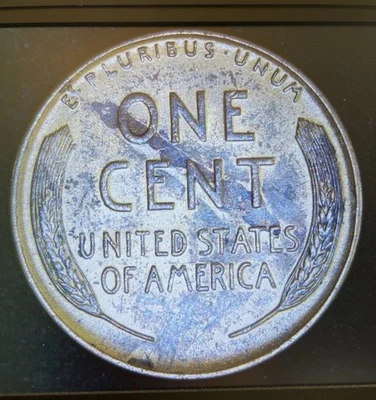 E·PLURIBUS·UNUM
ONE
CENT
UNITED STATES
OF AMERICA